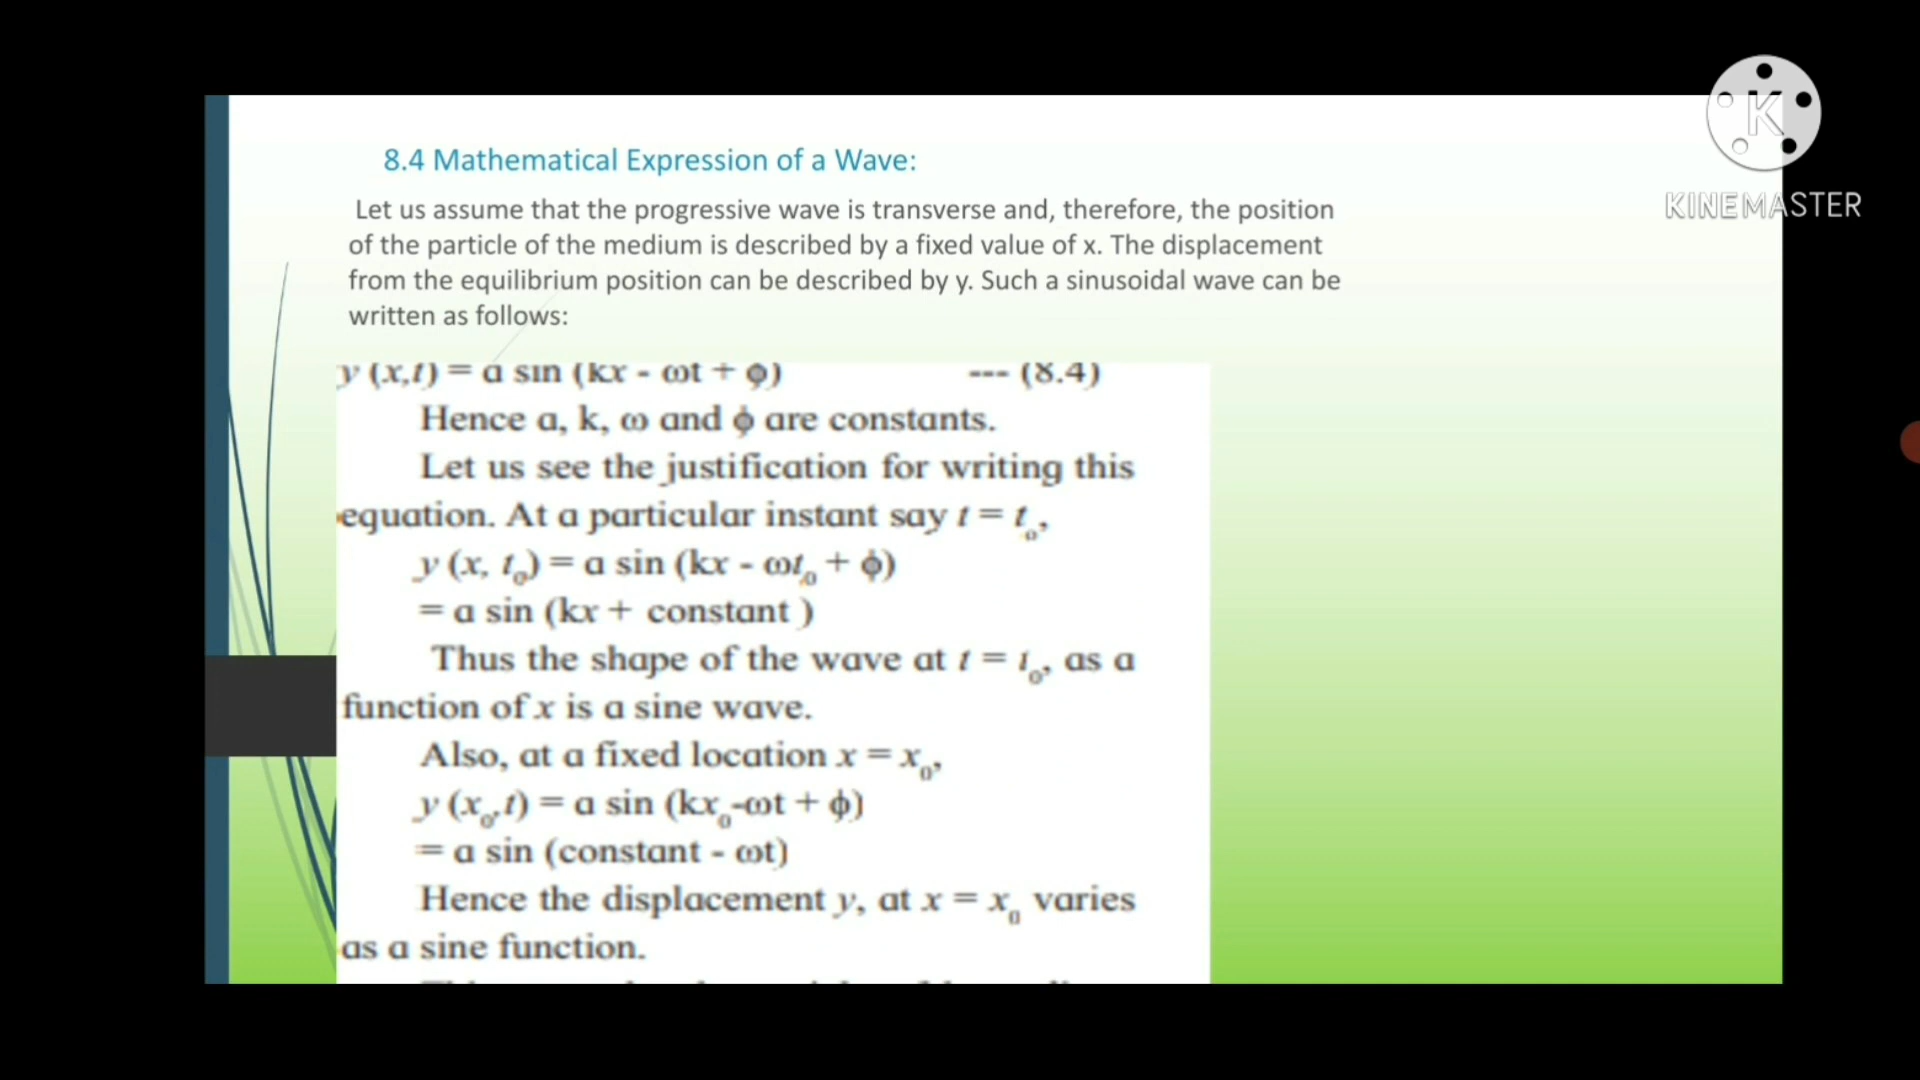 K
KINEMASTER
8.4 Mathematical Expression of a Wave:
Let us assume that the progressive wave is transverse and, therefore, the position
of the particle of the medium is described by a fixed value of x. The displacement
from the equilibrium position can be described by y. Such a sinusoidal wave can be
written as follows:
y (x,t) = a sin (kx - ωt + ϕ) --- (8.4)
Hence a, k, ω and ϕ are constants.
Let us see the justification for writing this
equation. At a particular instant say t = t₀,
y (x, t₀) = a sin (kx - ωt₀ + ϕ)
= a sin (kx + constant )
Thus the shape of the wave at t = t₀, as a
function of x is a sine wave.
Also, at a fixed location x = x₀,
y (x₀,t) = a sin (kx₀-ωt + ϕ)
= a sin (constant - ωt)
Hence the displacement y, at x = x₀ varies
as a sine function.